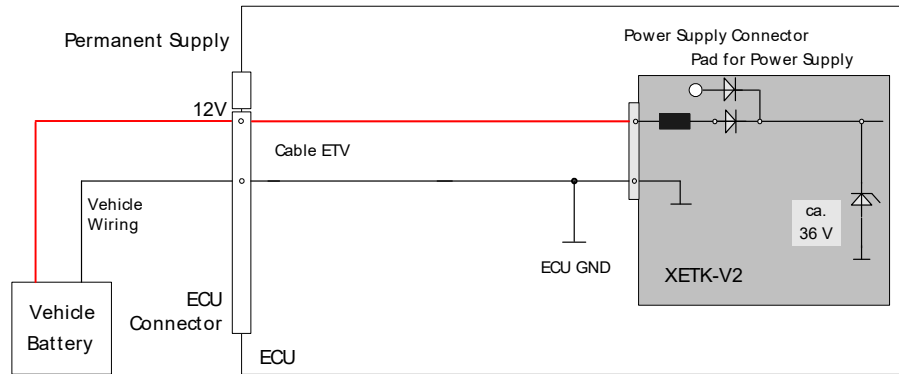 Permanent Supply
Power Supply Connector
Pad for Power Supply
12V
Cable ETV
Vehicle
Wiring
ca.
36 V
ECU GND
XETK-V2
ECU
Connector
Vehicle
Battery
ECU